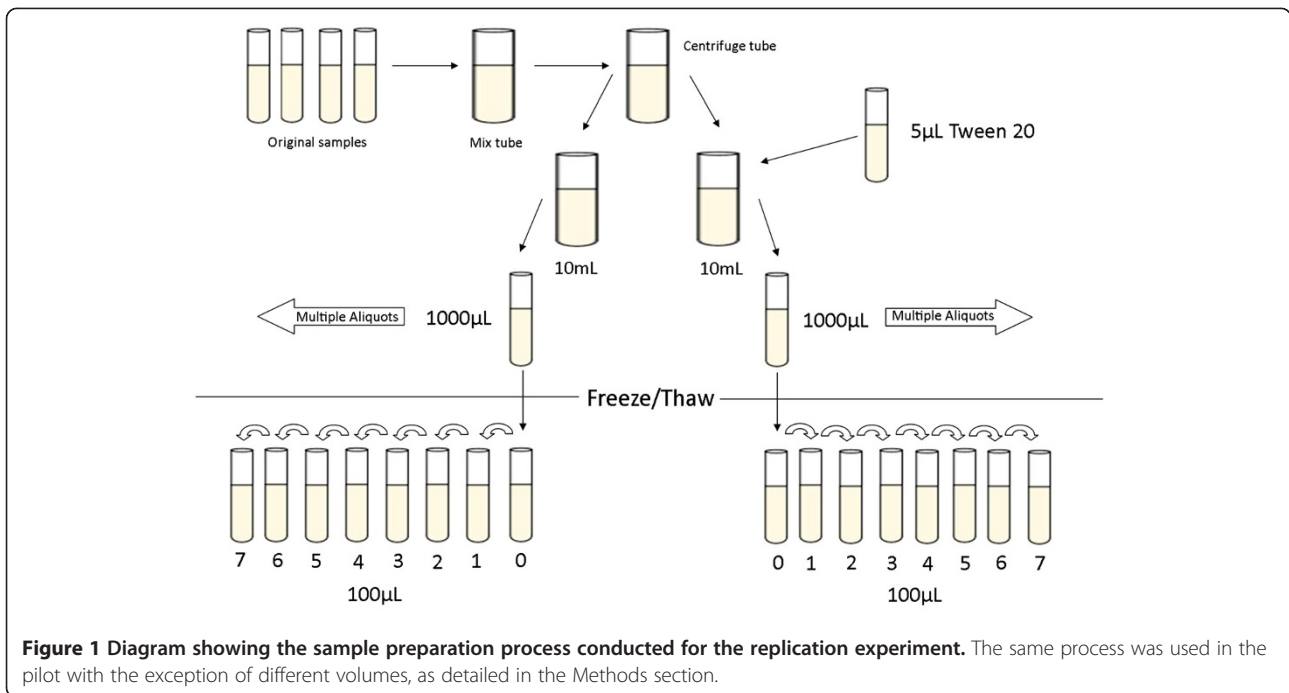 Centrifuge tube
Original samples
Mix tube
5µL Tween 20
10mL
10mL
Multiple Aliquots
1000µL
1000µL
Multiple Aliquots
Freeze/Thaw
7 6 5 4 3 2 1 0
0 1 2 3 4 5 6 7
100µL
100µL
Figure 1 Diagram showing the sample preparation process conducted for the replication experiment. The same process was used in the
pilot with the exception of different volumes, as detailed in the Methods section.